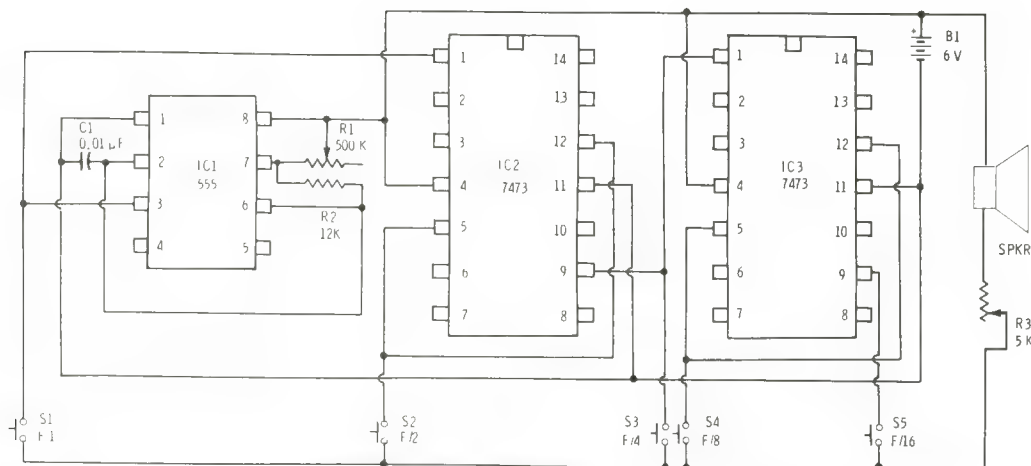 C1
0.01 µF
1
2
3
4
8
7
6
5
IC1
555
R1
500 K
R2
12K
1
2
3
4
5
6
7
14
13
12
11
10
9
8
IC2
7473
1
2
3
4
5
6
7
14
13
12
11
10
9
8
IC3
7473
+
B1
6 V
SPKR
R3
5 K
S1
F 1
S2
F/2
S3
F/4
S4
F/8
S5
F/16